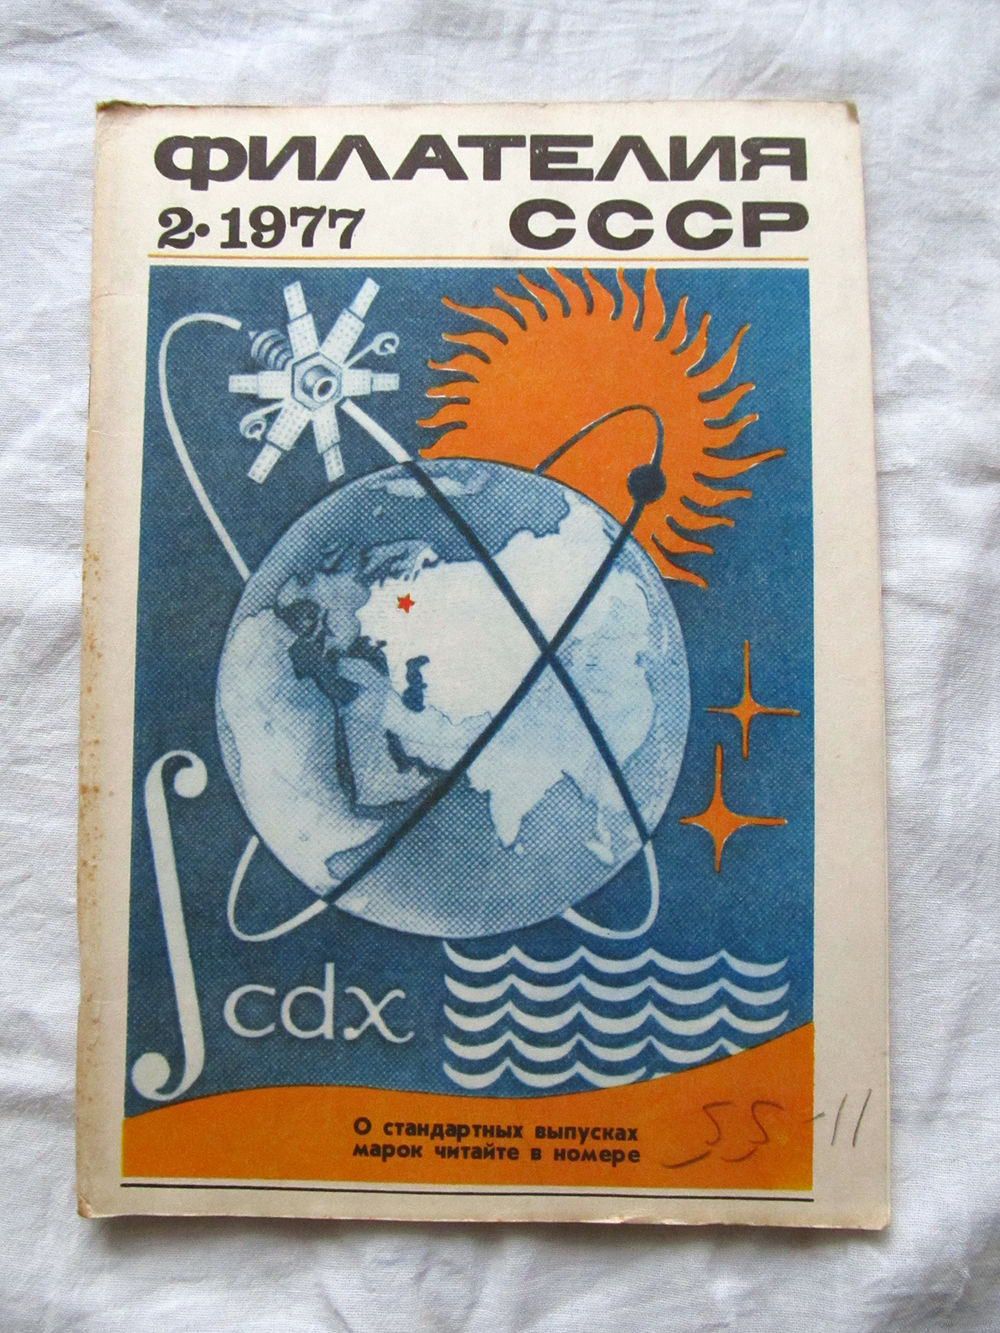 ФИЛАТЕЛИЯ
2·1977 СССР
∫cdx
О стандартных выпусках
марок читайте в номере
55-11